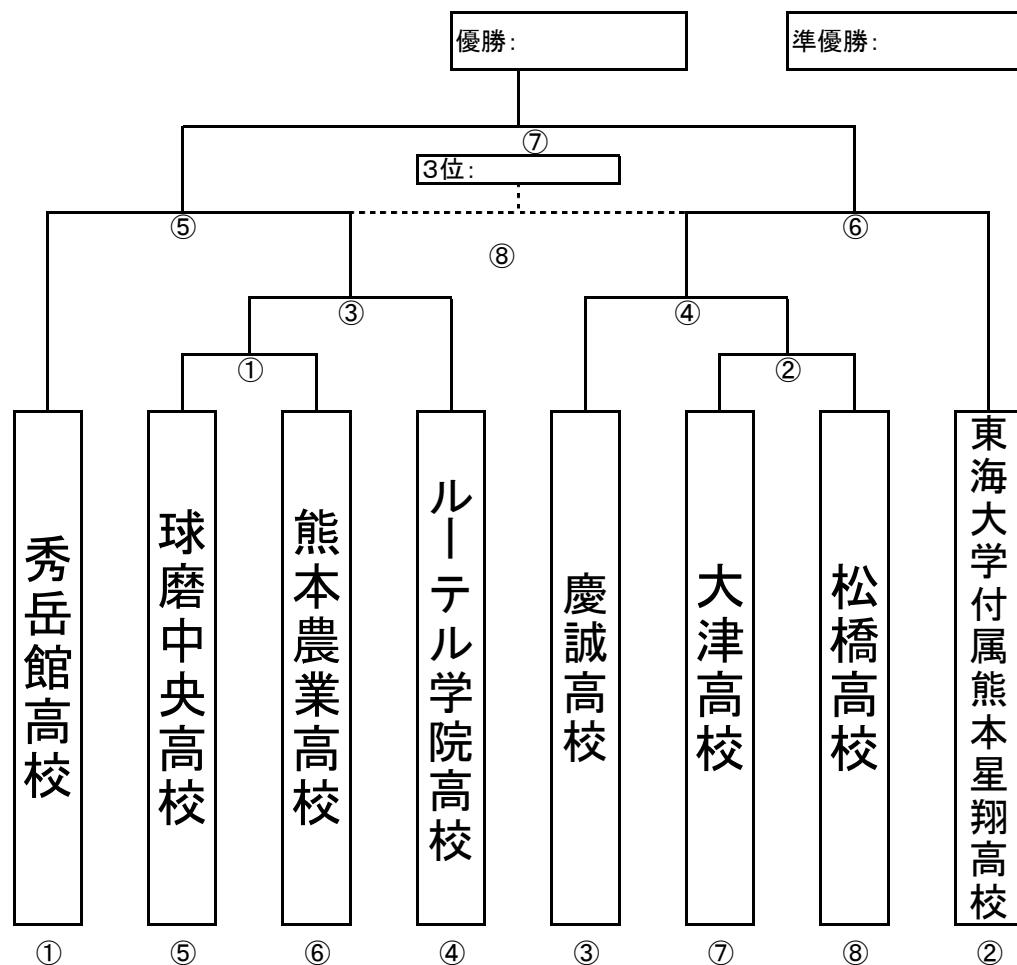 優勝：
準優勝：
⑦
３位：
⑤
⑥
⑧
③
④
①
②
秀岳館高校
球磨中央高校
熊本農業高校
ルーテル学院高校
慶誠高校
大津高校
松橋高校
東海大学付属熊本星翔高校
①
⑤
⑥
④
③
⑦
⑧
②